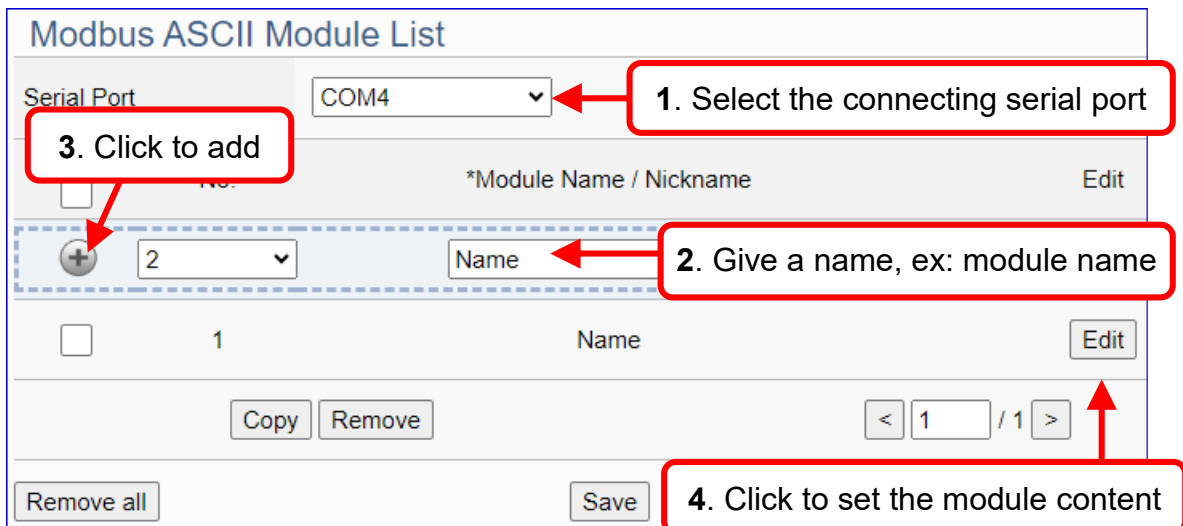 Modbus ASCII Module List
Serial Port
COM4
1. Select the connecting serial port
3. Click to add
No.
*Module Name / Nickname
Edit
2
Name
2. Give a name, ex: module name
1
Name
Edit
Copy
Remove
<
1
/ 1
>
Remove all
Save
4. Click to set the module content